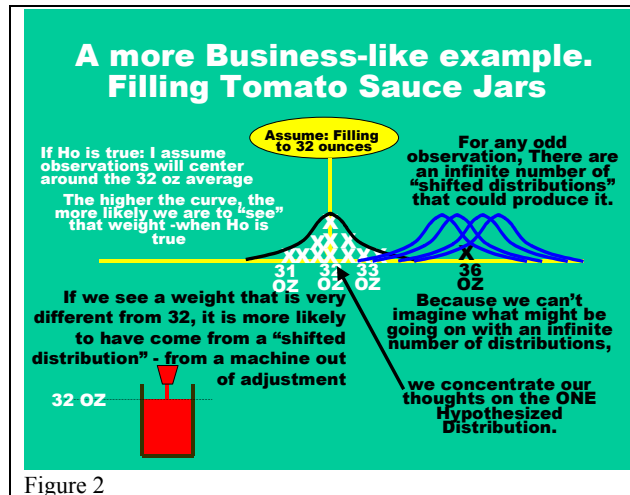 A more Business-like example.
Filling Tomato Sauce Jars
Assume: Filling
to 32 ounces
If Ho is true: I assume
observations will center
around the 32 oz average
The higher the curve, the
more likely we are to "see"
that weight -when Ho is
true
For any odd
observation, There are
an infinite number of
"shifted distributions"
that could produce it.
X
X X
X X X
X X X X X X X
X
31 32 33 36
OZ OZ OZ OZ
If we see a weight that is very
different from 32, it is more likely
to have come from a "shifted
distribution" - from a machine out
of adjustment
Because we can't
imagine what might be
going on with an infinite
number of distributions,
we concentrate our
thoughts on the ONE
Hypothesized
Distribution.
32 OZ
Figure 2